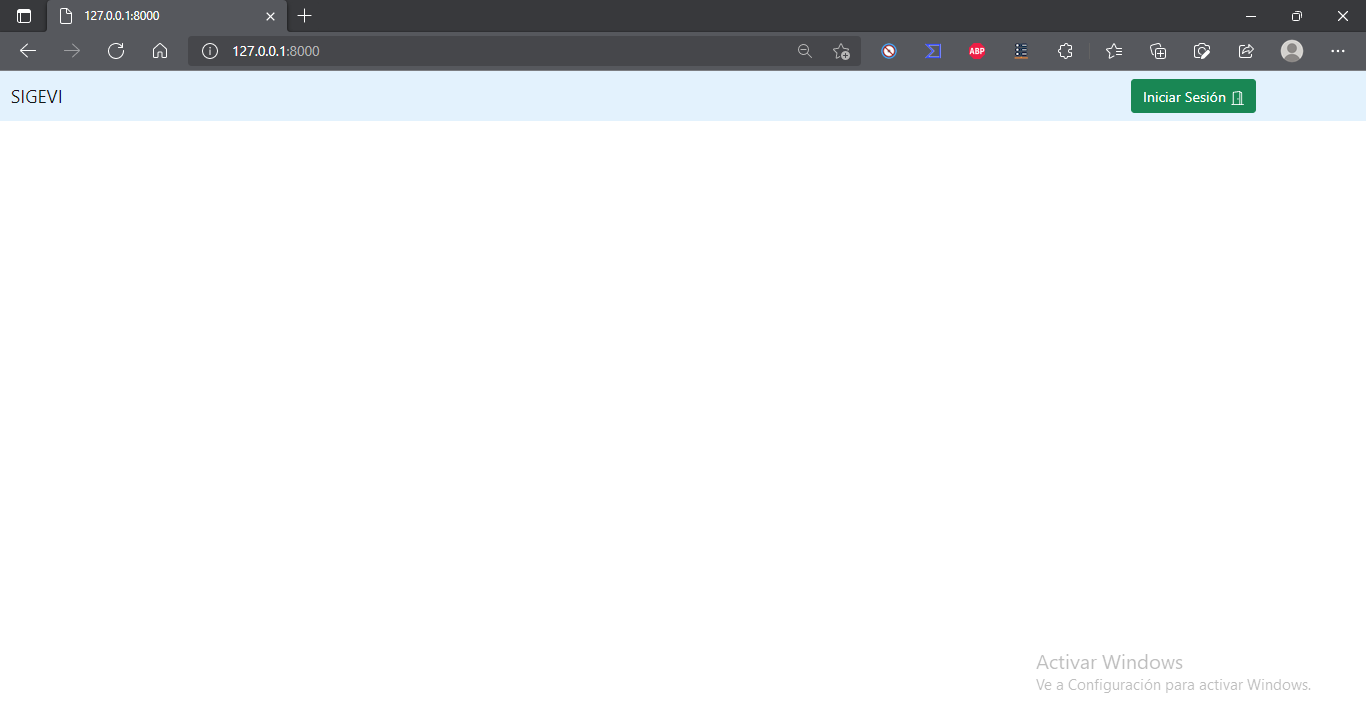 127.0.0.1:8000
127.0.0.1:8000
ABP
SIGEVI
Iniciar Sesión
Activar Windows
Ve a Configuración para activar Windows.